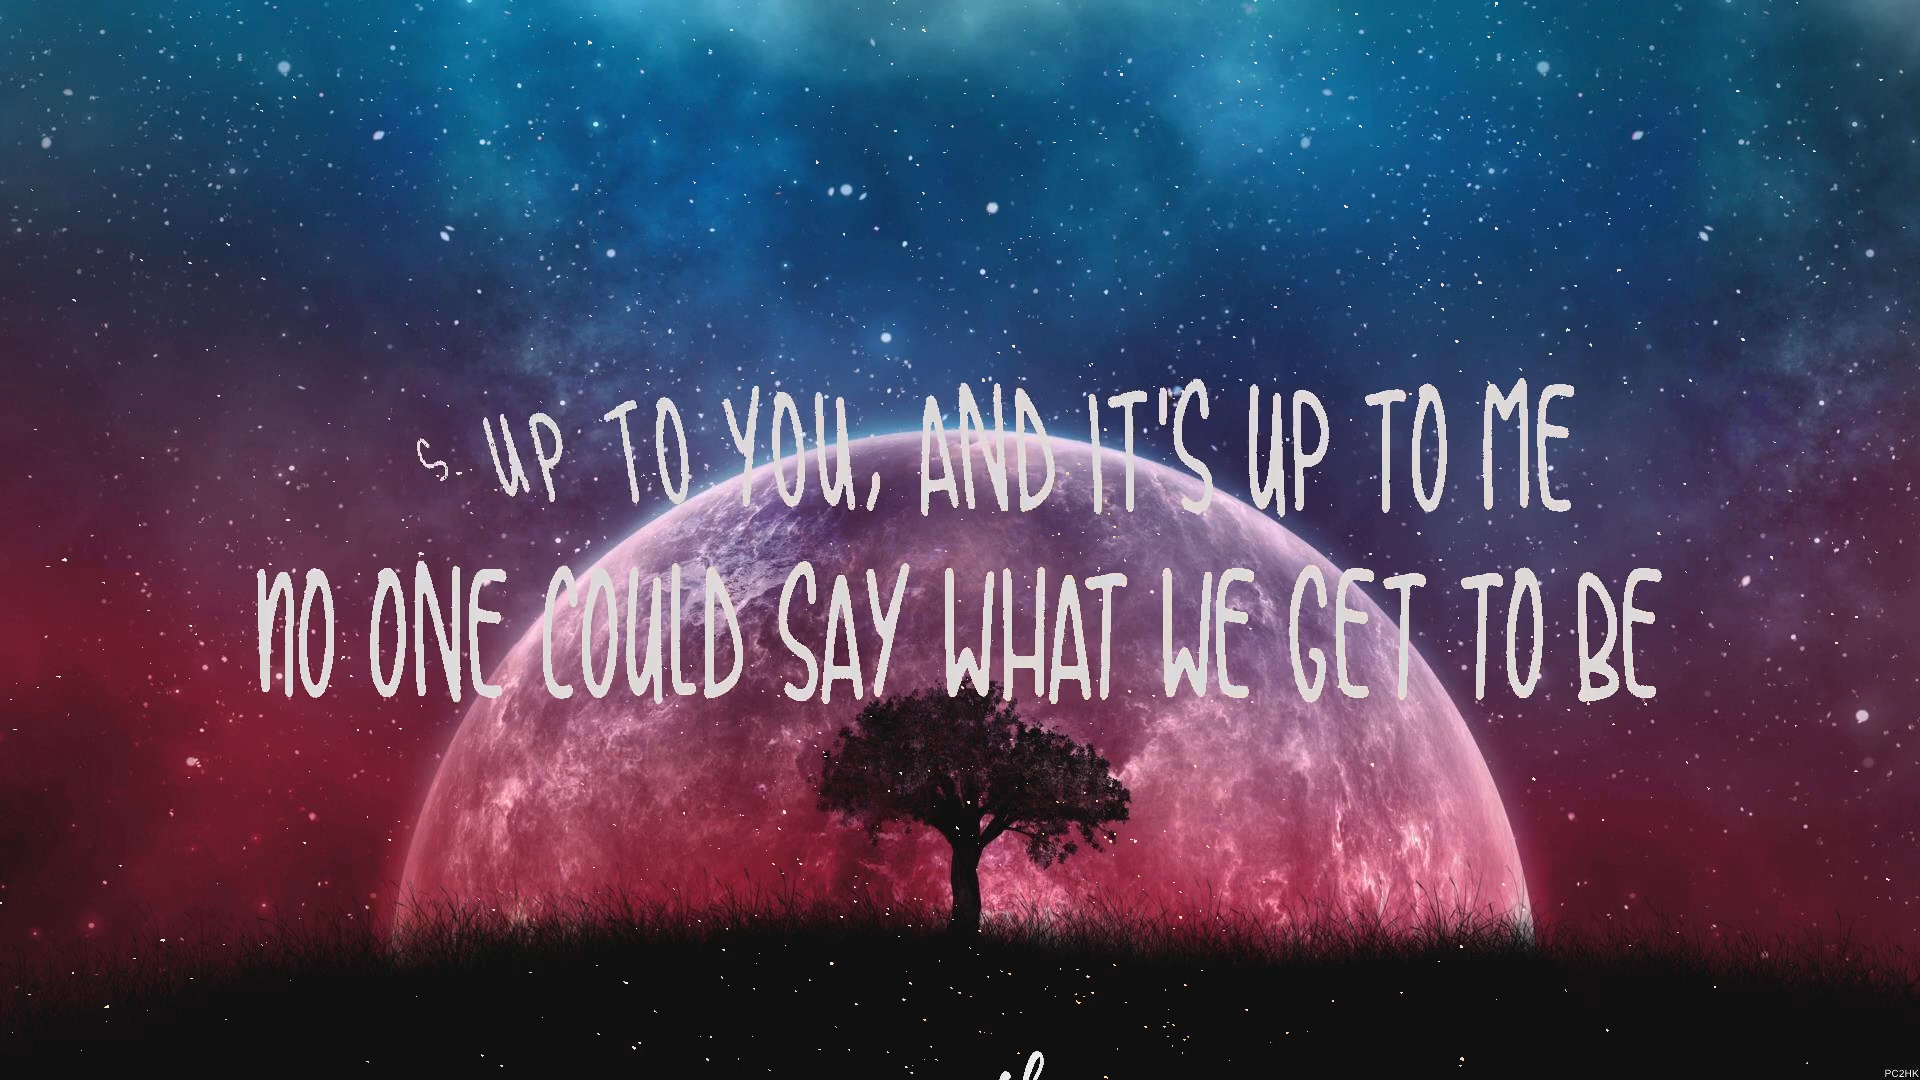 S UP TO YOU, AND IT'S UP TO ME
NO ONE COULD SAY WHAT WE GET TO BE
PC2HK